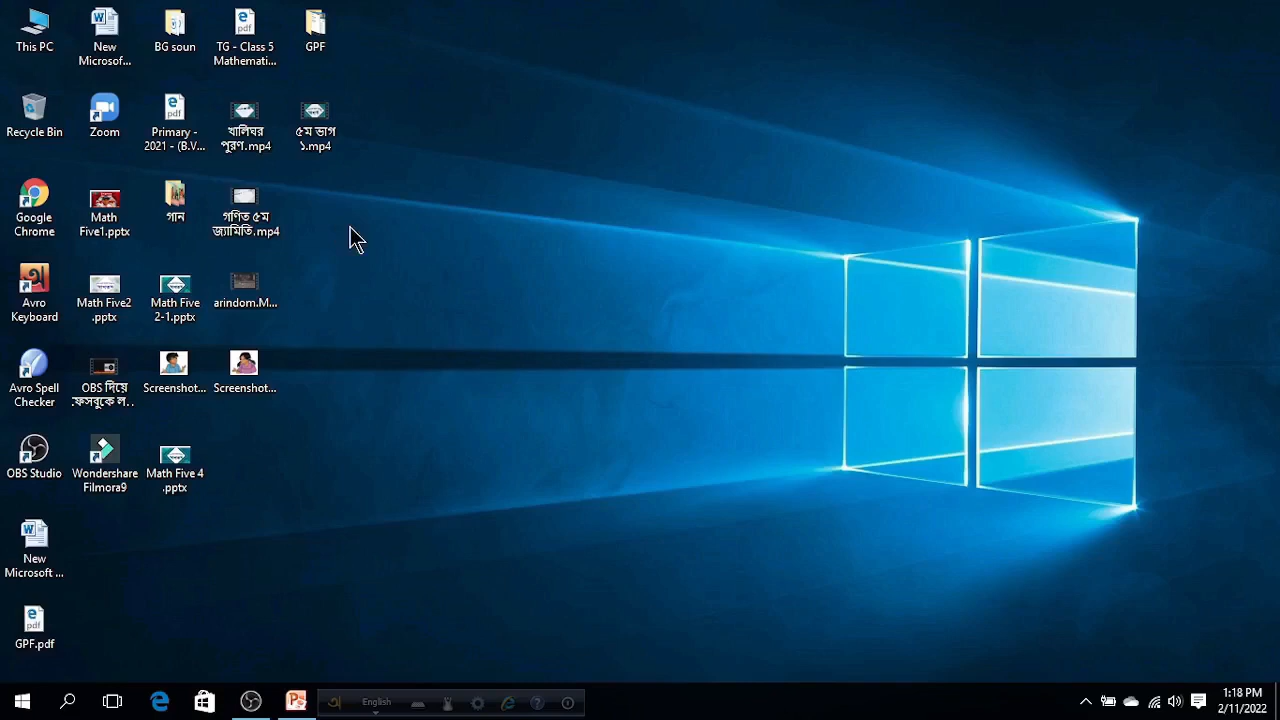 This PC
New
Microsof...
BG soun
TG - Class 5
Mathemati...
GPF
Recycle Bin
Zoom
Primary -
2021 - (B.V...
খালিঘর
পুরণ.mp4
৫ম ভাগ
১.mp4
Google
Chrome
Math
Five1.pptx
গান
গণিত ৫ম
জ্যামিতি.mp4
Avro
Keyboard
Math Five2
.pptx
Math Five
2-1.pptx
arindom.M...
Avro Spell
Checker
OBS দিয়ে
ফেসবুকে ল...
Screenshot...
Screenshot...
OBS Studio
Wondershare
Filmora9
Math Five 4
.pptx
New
Microsoft ...
GPF.pdf
English
1:18 PM
2/11/2022